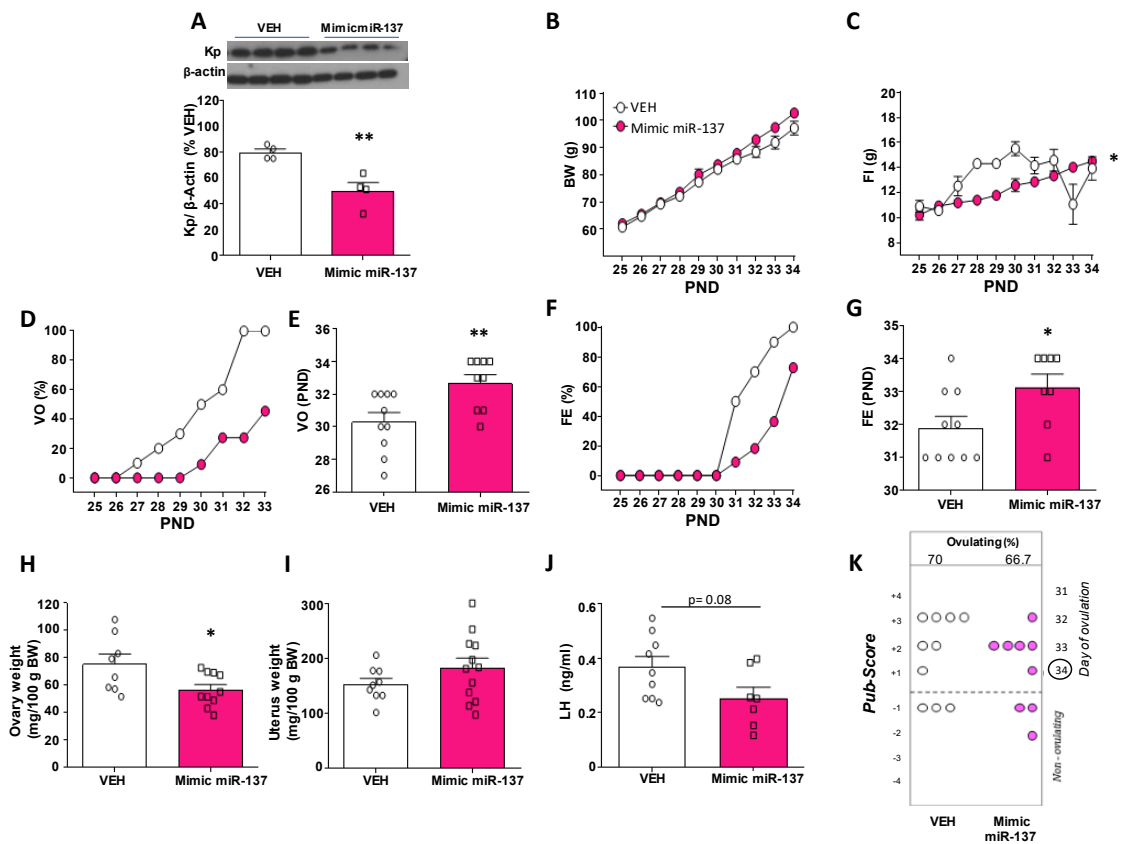 A
VEH
MimicmiR-137
Kp
β-actin
Kp/ β-Actin (% VEH)
120
100
80
60
40
20
0
**
VEH
Mimic miR-137
B
VEH
Mimic miR-137
BW (g)
110
100
90
80
70
60
25 26 27 28 29 30 31 32 33 34
PND
C
FI (g)
20
18
16
14
12
10
8
*
25 26 27 28 29 30 31 32 33 34
PND
D
VO (%)
100
80
60
40
20
0
25 26 27 28 29 30 31 32 33
PND
E
VO (PND)
36
34
32
30
28
26
**
VEH
Mimic miR-137
F
FE (%)
100
80
60
40
20
0
25 26 27 28 29 30 31 32 33 34
PND
G
FE (PND)
35
34
33
32
31
30
*
VEH
Mimic miR-137
H
Ovary weight
(mg/100 g BW)
120
100
80
60
40
20
0
*
VEH
Mimic miR-137
I
Uterus weight
(mg/100 g BW)
300
200
100
0
VEH
Mimic miR-137
J
LH (ng/ml)
0.6
0.4
0.2
0
p= 0.08
VEH
Mimic miR-137
K
Ovulating (%)
70 66.7
Pub-Score
+4
+3
+2
+1
-1
-2
-3
-4
31
32
33
34
Day of ovulation
Non - ovulating
VEH
Mimic
miR-137